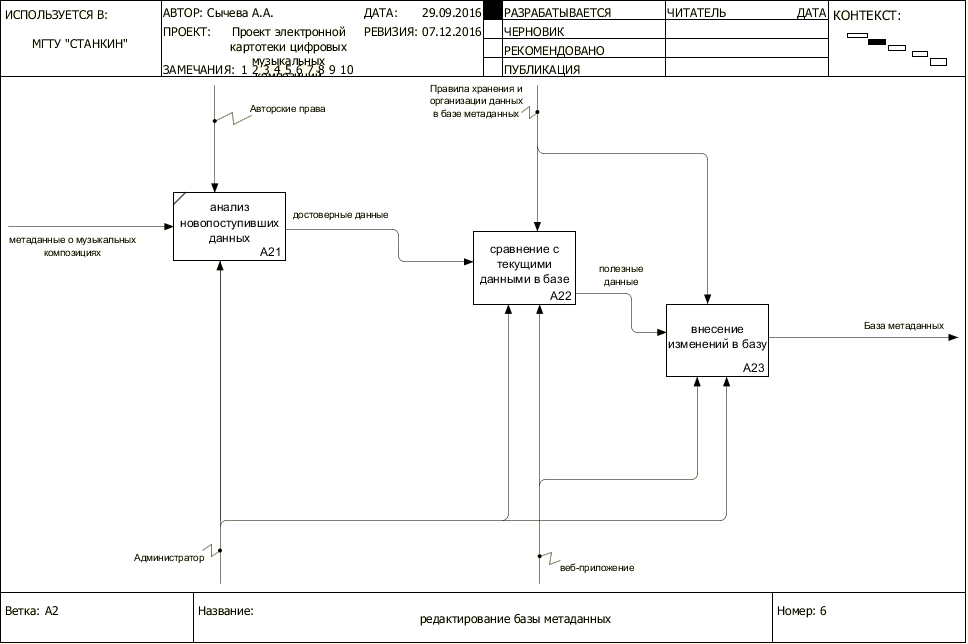 ИСПОЛЬЗУЕТСЯ В:
МГТУ "СТАНКИН"
АВТОР: Сычева А.А.
ДАТА: 29.09.2016
ПРОЕКТ: Проект электронной
картотеки цифровых
музыкальных
композиций
РЕВИЗИЯ: 07.12.2016
ЗАМЕЧАНИЯ: 1 2 3 4 5 6 7 8 9 10
РАЗРАБАТЫВАЕТСЯ
ЧЕРНОВИК
РЕКОМЕНДОВАНО
ПУБЛИКАЦИЯ
ЧИТАТЕЛЬ ДАТА
КОНТЕКСТ:
Авторские права
Правила хранения и
организации данных
в базе метаданных
метаданные о музыкальных
композициях
анализ
новопоступивших
данных
A21
достоверные данные
сравнение с
текущими
данными в базе
A22
полезные
данные
внесение
изменений в базу
A23
База метаданных
Администратор
веб-приложение
Ветка: A2
Название:
редактирование базы метаданных
Номер: 6